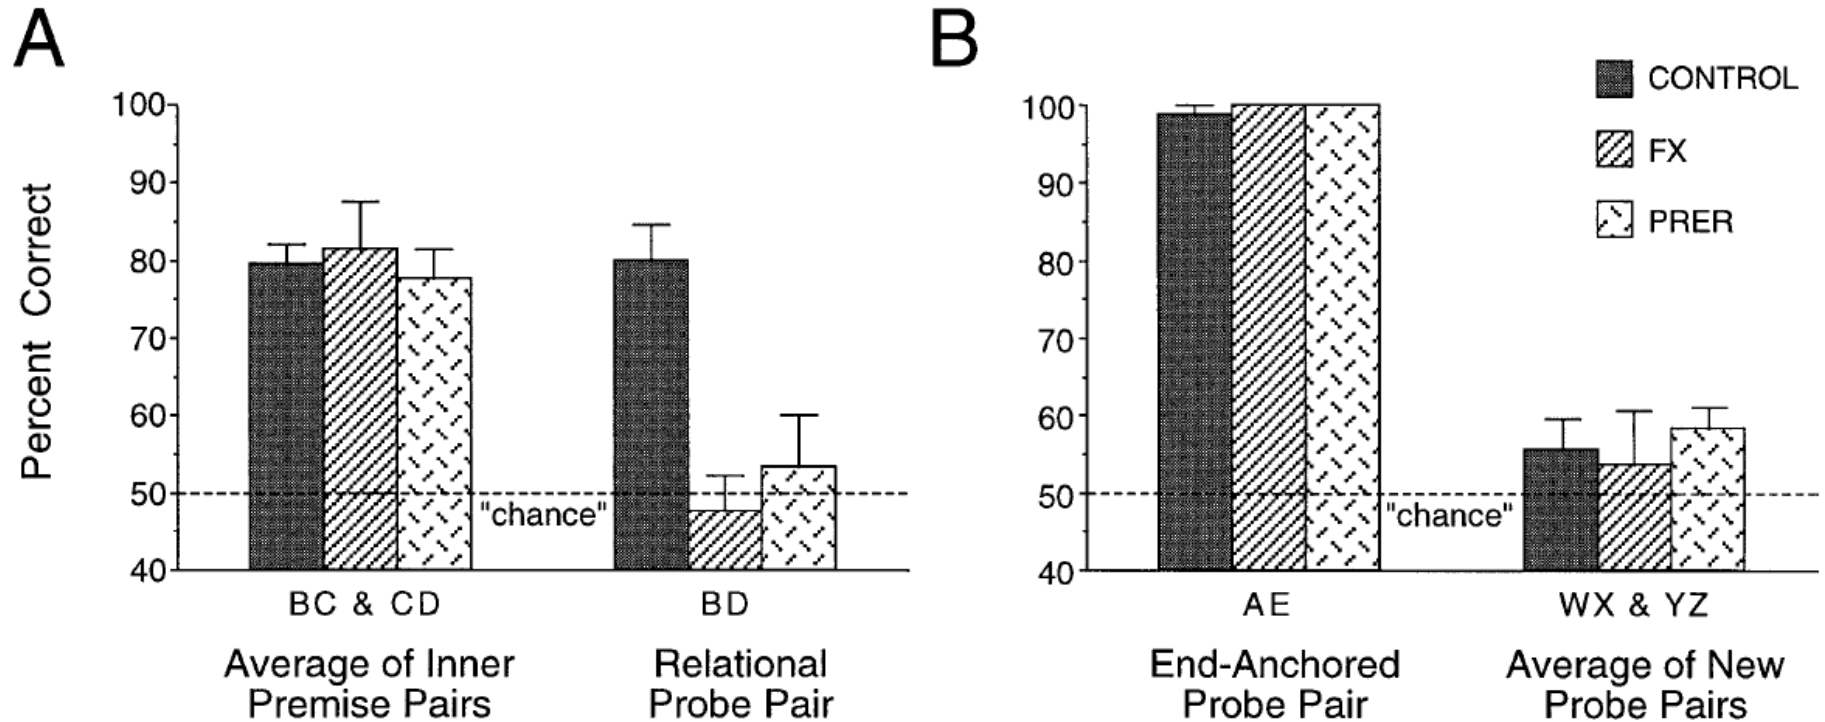 A
Percent Correct
100
90
80
70
60
50
40
"chance"
BC & CD
BD
Average of Inner
Premise Pairs
Relational
Probe Pair
B
CONTROL
FX
PRER
100
90
80
70
60
50
40
"chance"
AE
WX & YZ
End-Anchored
Probe Pair
Average of New
Probe Pairs